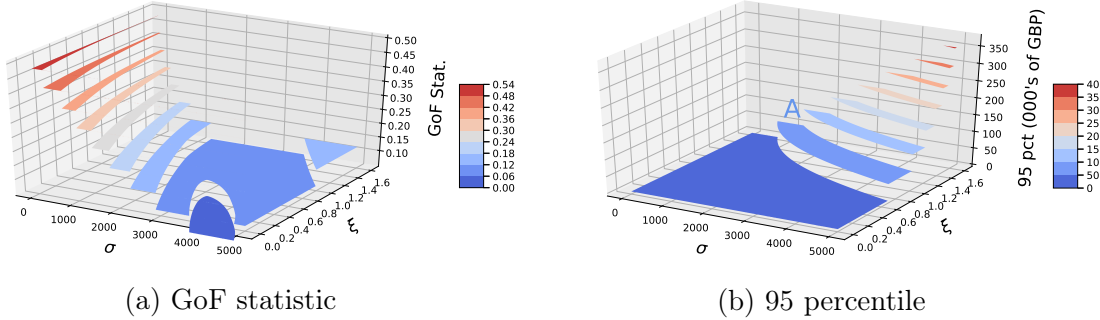 0.50
0.45
0.40
0.35
0.30
0.25
0.20
0.15
0.10
GoF Stat.
0.54
0.48
0.42
0.36
0.30
0.24
0.18
0.12
0.06
0.00
0 1000 2000 3000 4000 5000
σ
0.0 0.2 0.4 0.6 0.8 1.0 1.2 1.4 1.6
ξ
(a) GoF statistic
350
300
250
200
150
100
50
0
95 pct (000's of GBP)
A
40
35
30
25
20
15
10
50
0
0 1000 2000 3000 4000 5000
σ
0.0 0.2 0.4 0.6 0.8 1.0 1.2 1.4 1.6
ξ
(b) 95 percentile